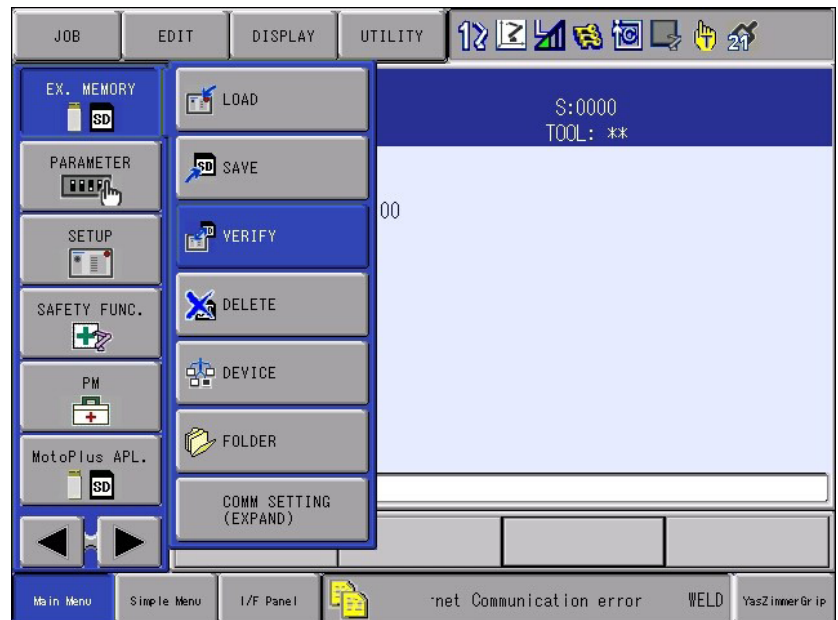 JOB
EDIT
DISPLAY
UTILITY
21
EX. MEMORY
SD
LOAD
S:0000
TOOL: **
PARAMETER
SD
SAVE
00
SETUP
VERIFY
SAFETY FUNC.
DELETE
PM
DEVICE
FOLDER
MotoPlus APL.
SD
COMM SETTING
(EXPAND)
Main Menu
Simple Menu
I/F Panel
net Communication error
WELD
YasZimmerGrip